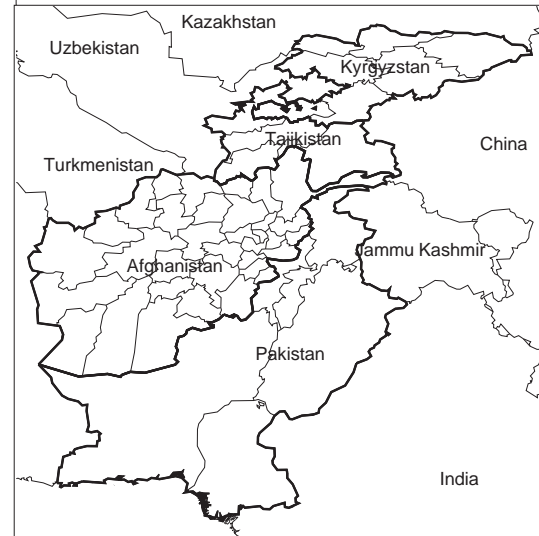 Kazakhstan
Uzbekistan
Kyrgyzstan
Tajikistan
China
Turkmenistan
Jammu Kashmir
Afghanistan
Pakistan
India